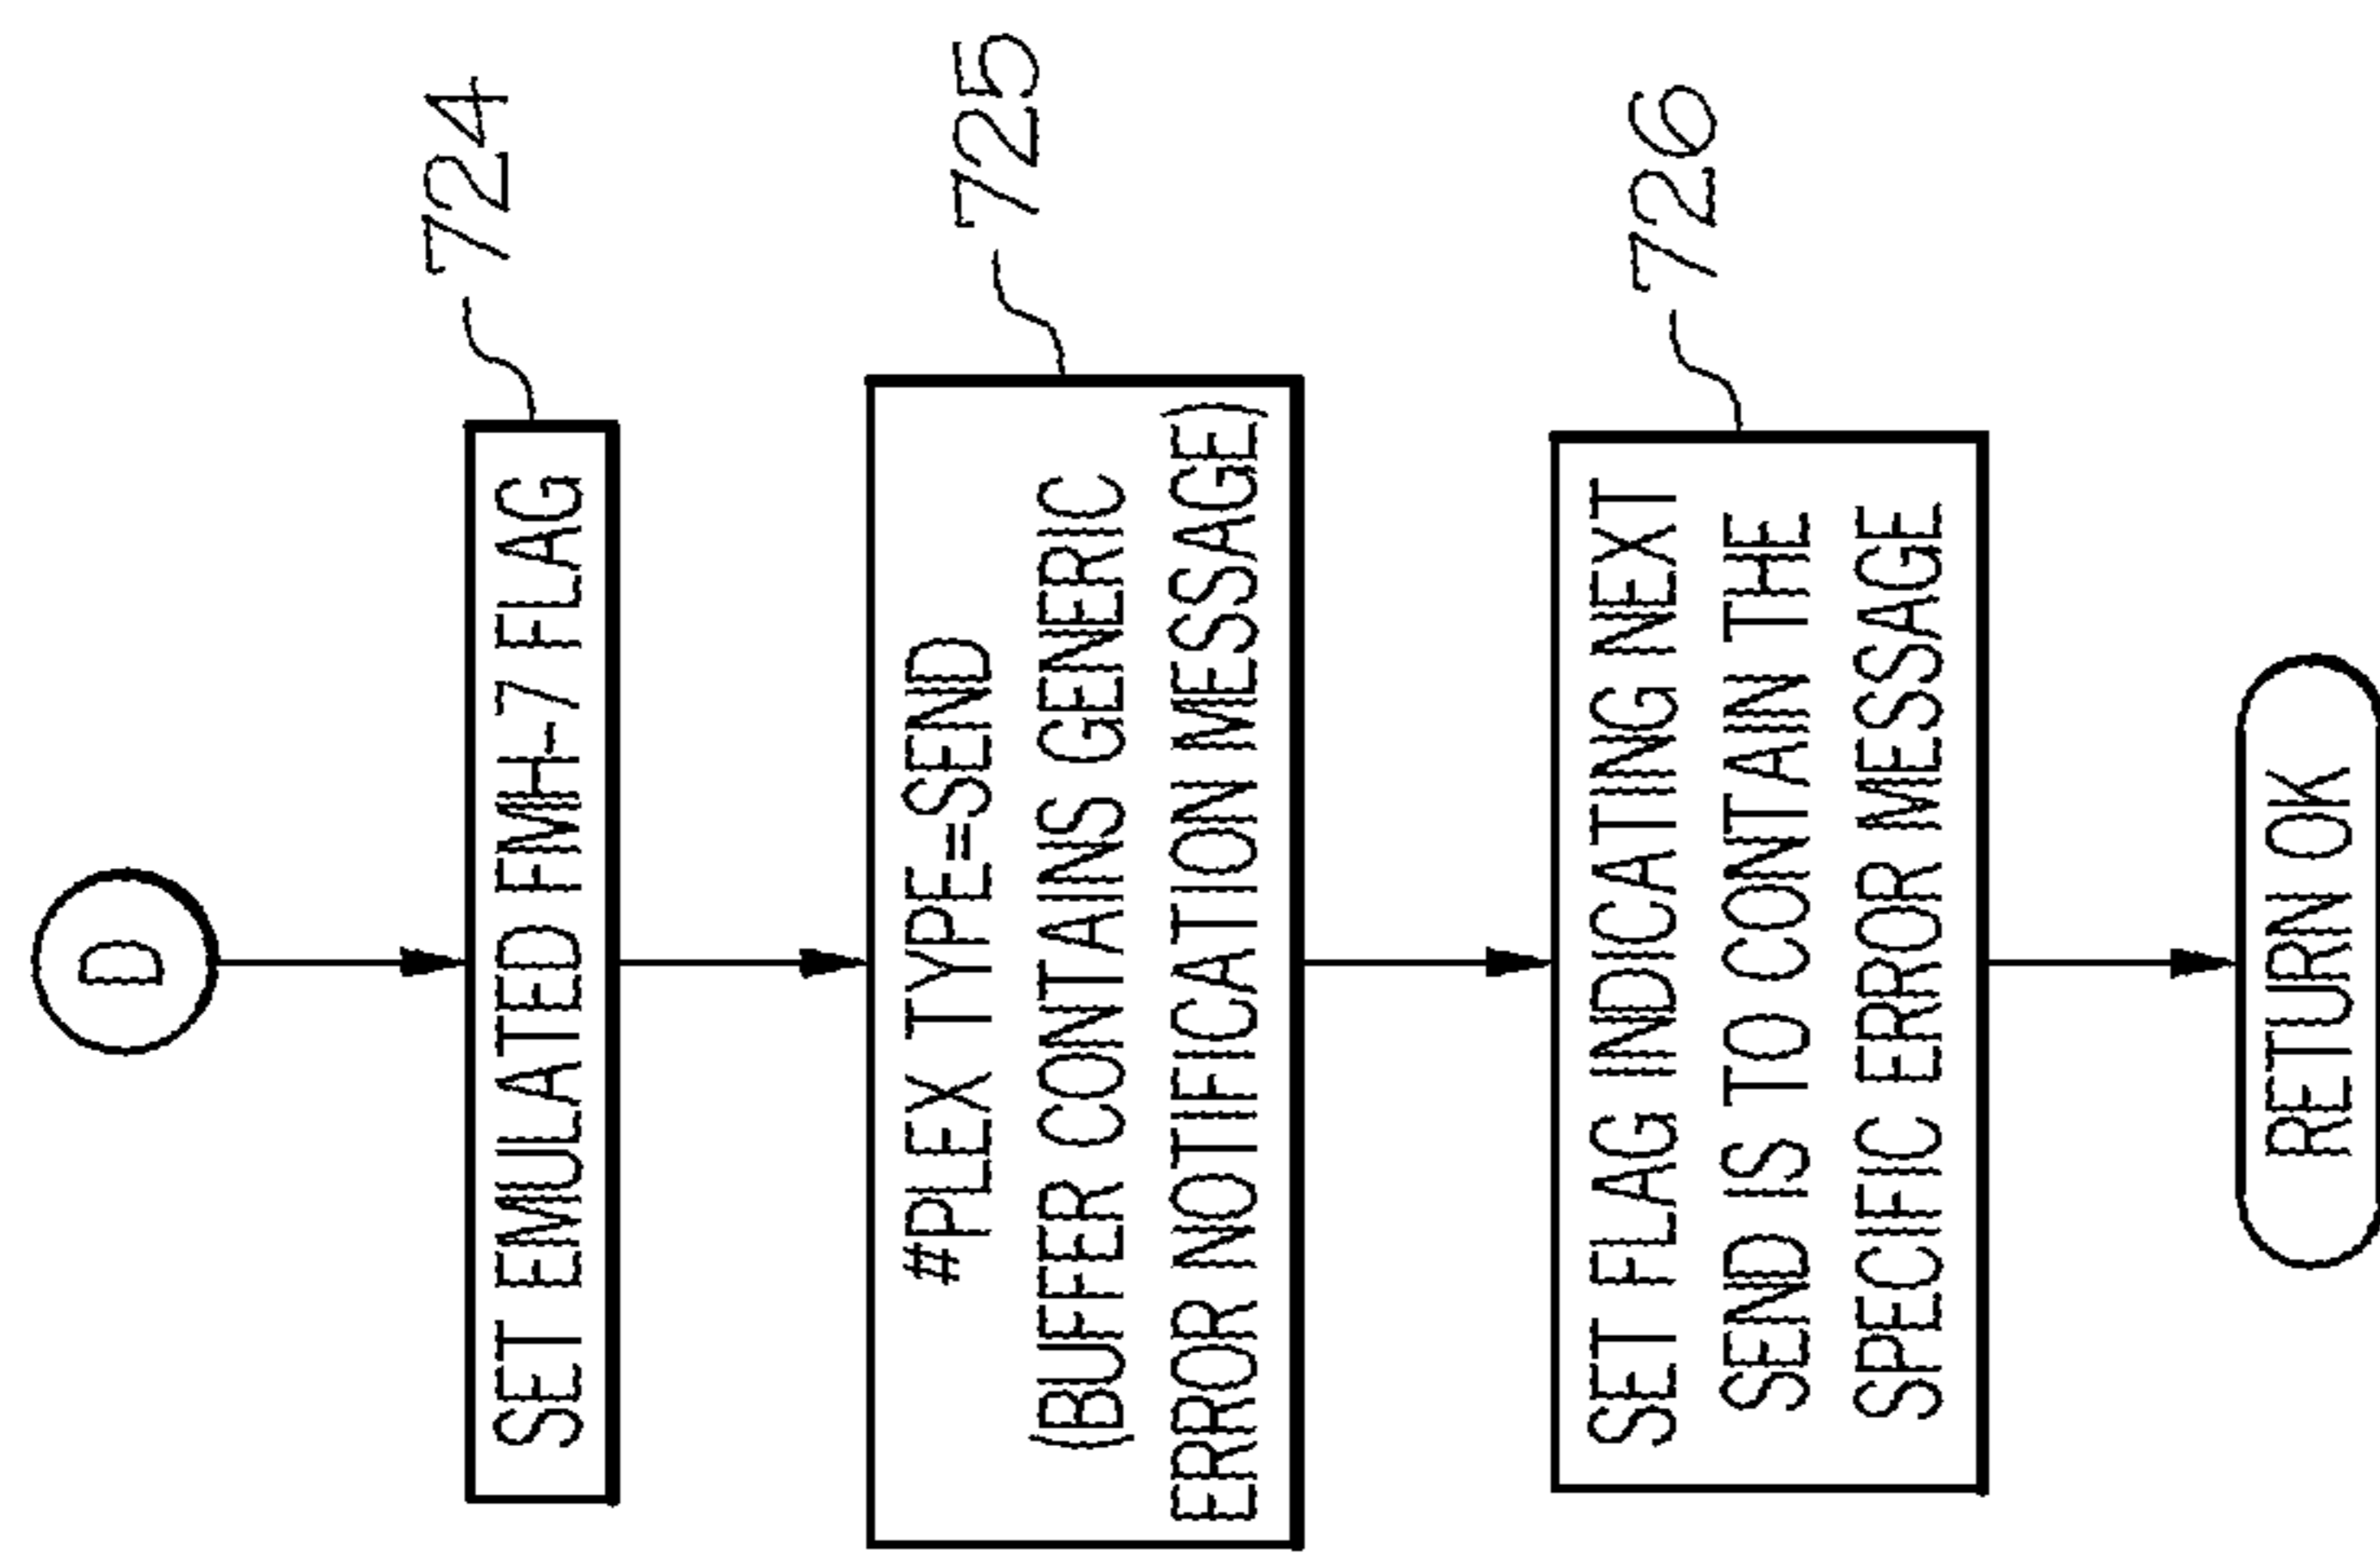 D
724
SET EMULATED FMH-7 FLAG
725
#PLEX TYPE=SEND
(BUFFER CONTAINS GENERIC
ERROR NOTIFICATION MESSAGE)
726
SET FLAG INDICATING NEXT
SEND IS TO CONTAIN THE
SPECIFIC ERROR MESSAGE
RETURN OK